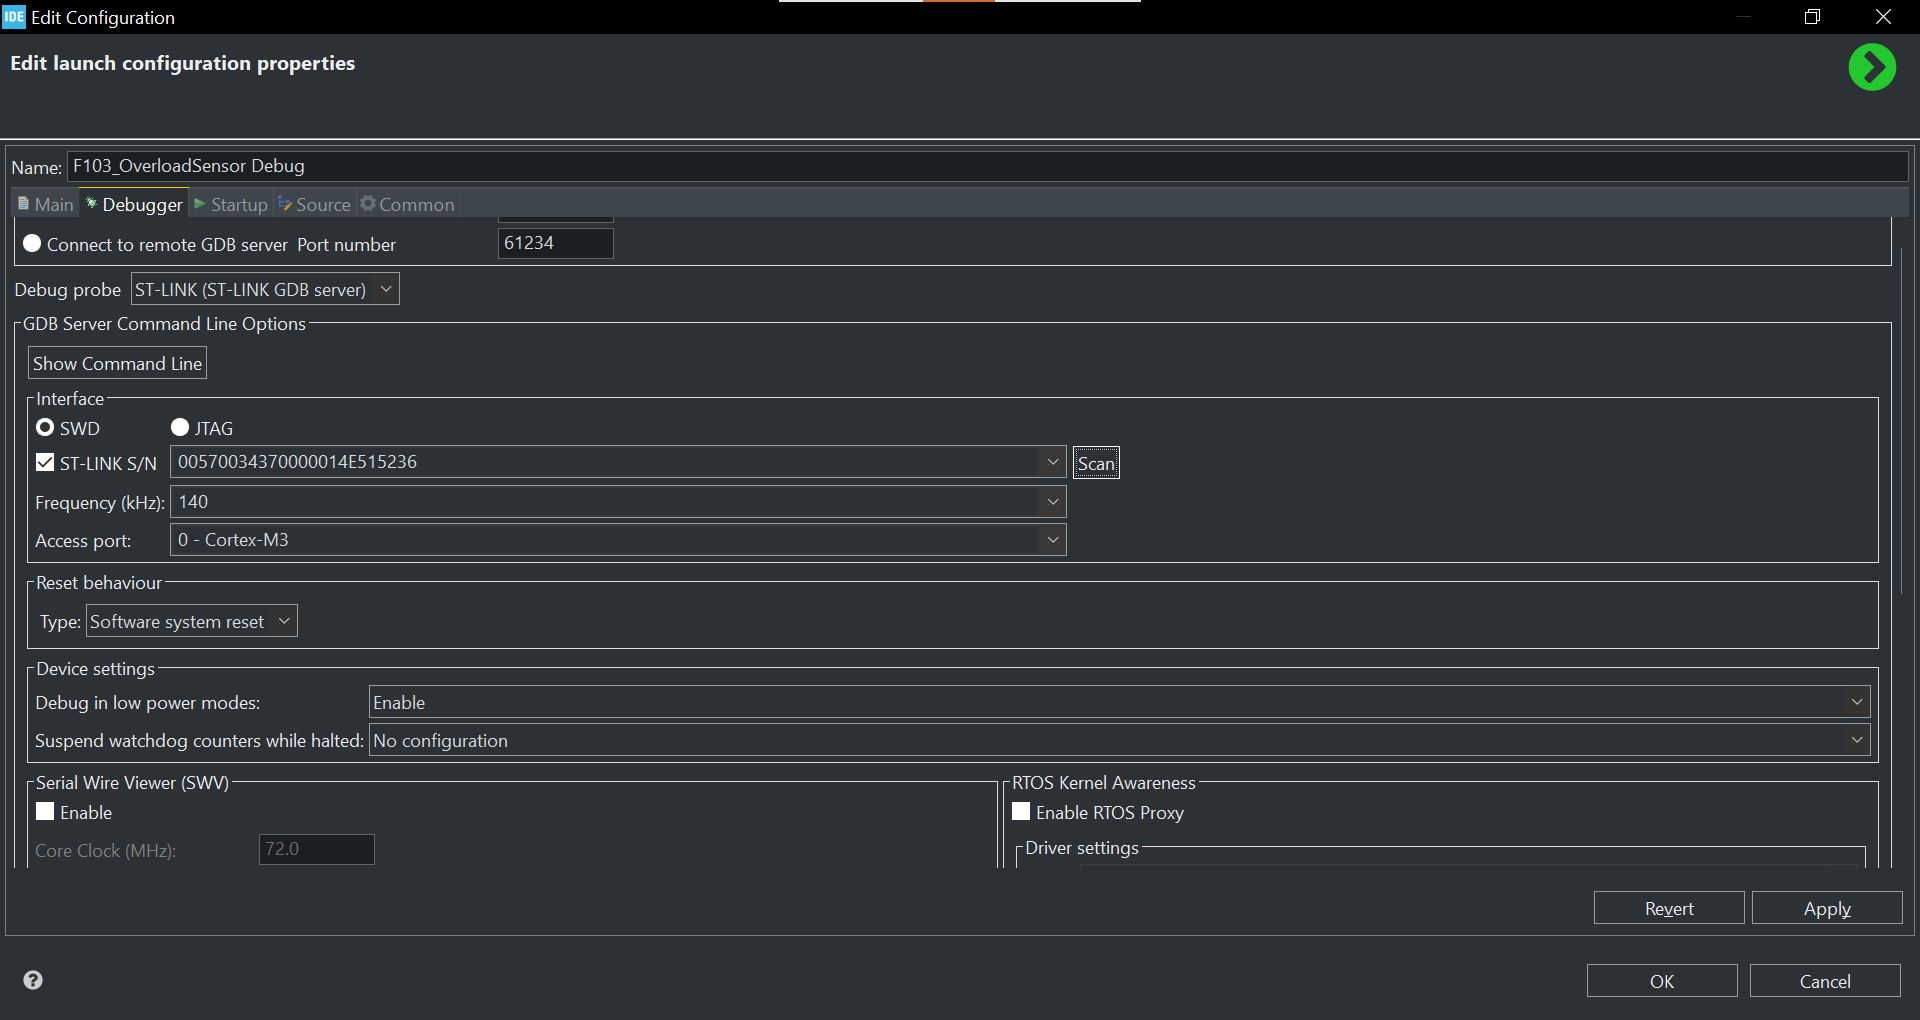 IDE Edit Configuration
Edit launch configuration properties
Name: F103_OverloadSensor Debug
Main Debugger Startup Source Common
Connect to remote GDB server Port number 61234
Debug probe ST-LINK (ST-LINK GDB server)
GDB Server Command Line Options
Show Command Line
Interface
SWD JTAG
ST-LINK S/N 00570034370000014E515236 Scan
Frequency (kHz): 140
Access port: 0 - Cortex-M3
Reset behaviour
Type: Software system reset
Device settings
Debug in low power modes: Enable
Suspend watchdog counters while halted: No configuration
Serial Wire Viewer (SWV)
Enable
Core Clock (MHz): 72.0
RTOS Kernel Awareness
Enable RTOS Proxy
Driver settings
Revert Apply
? OK Cancel